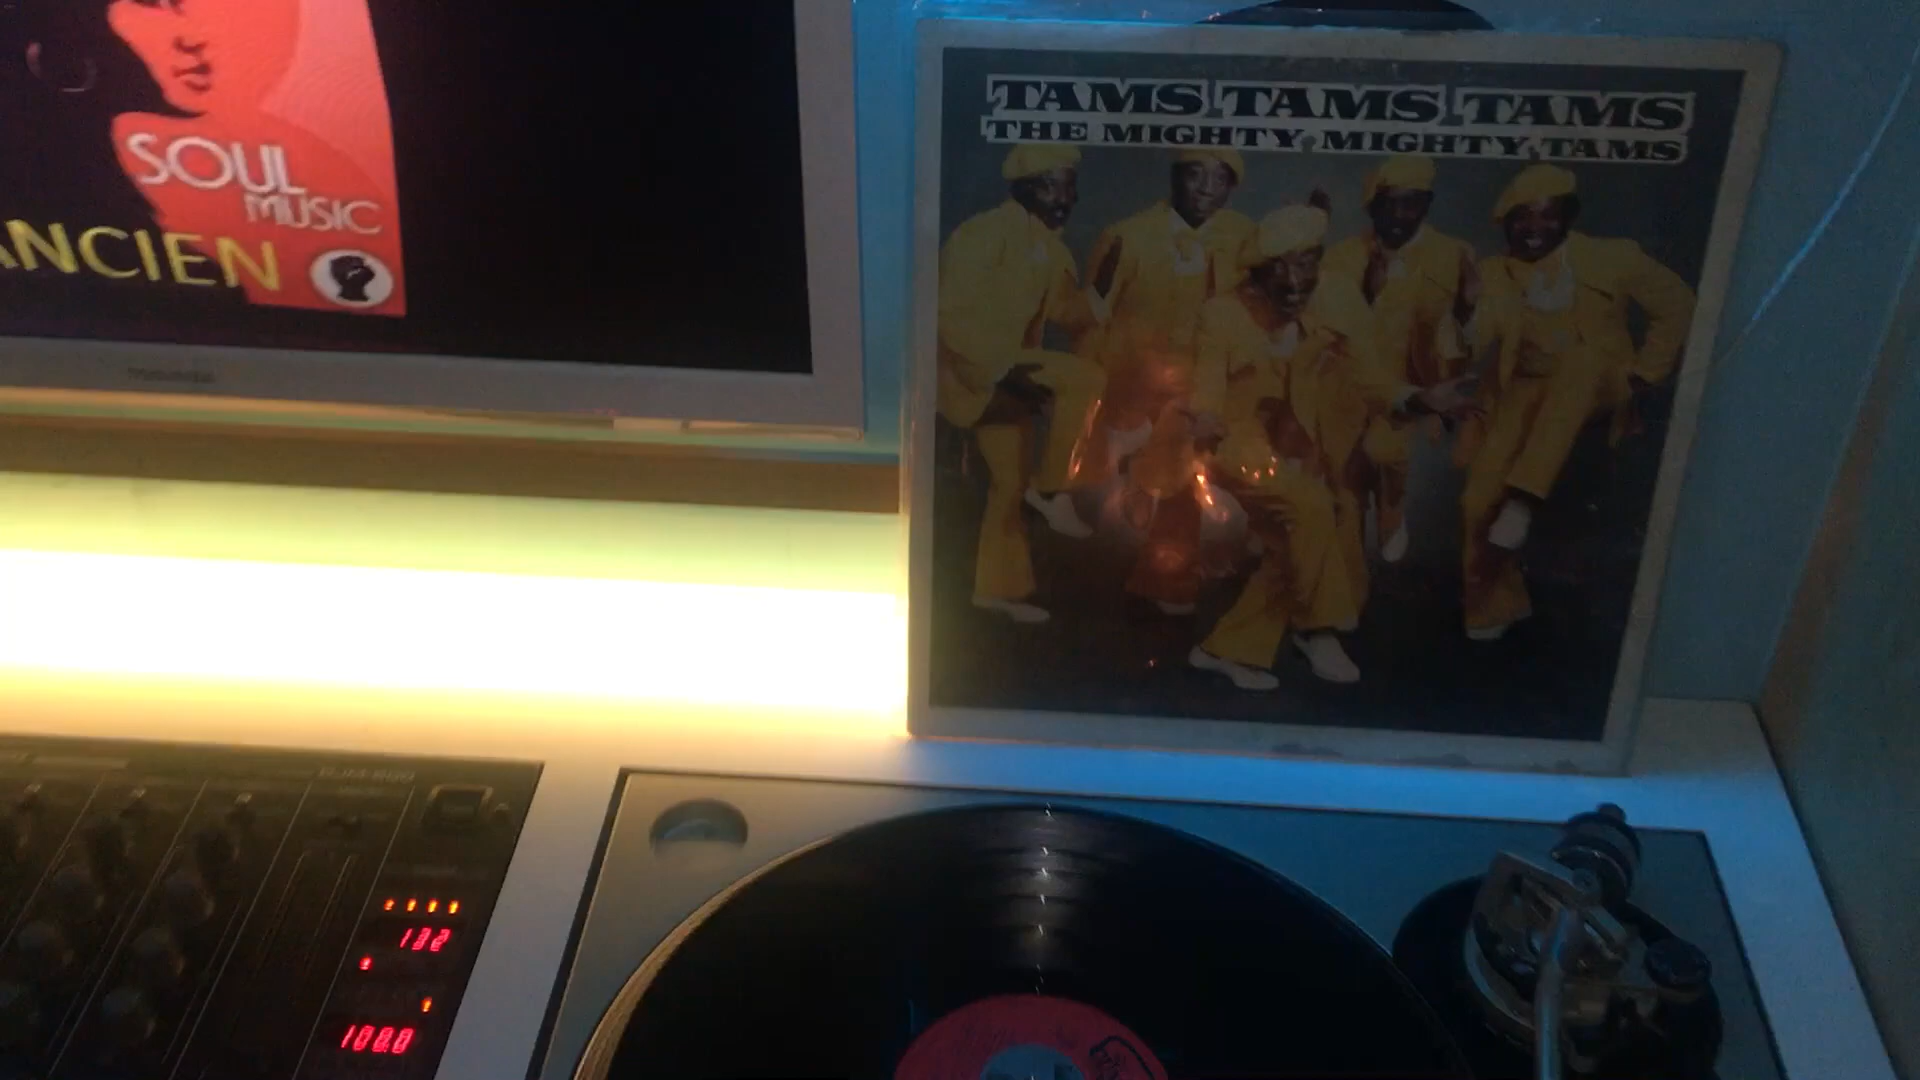 SOUL
MUSIC
ANCIEN
TAMS TAMS TAMS
THE MIGHTY MIGHTY TAMS
132
100.0